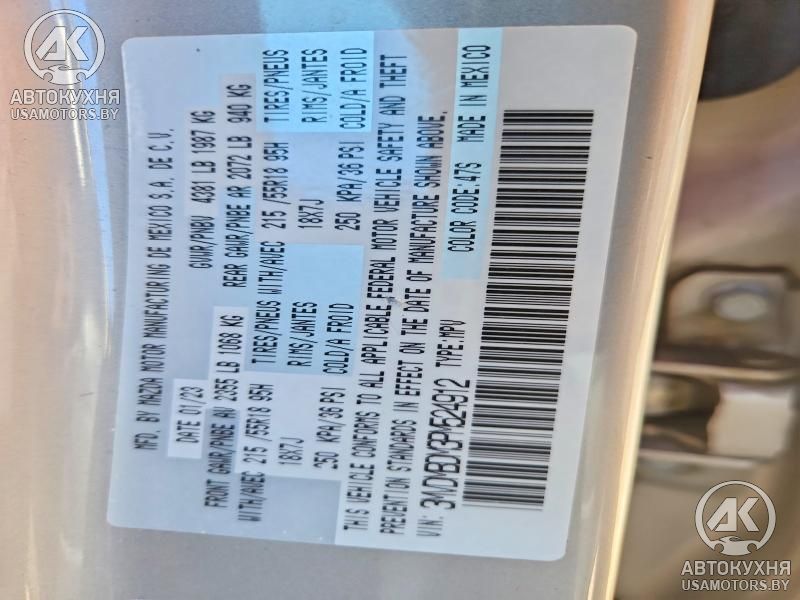 MFD. BY MAZDA MOTOR MANUFACTURING DE MEXICO S.A. DE C.V.
DATE 01/23 GVWR/PNBV 4381 LB 1987 KG
FRONT GAWR/PNBE AV 2355 LB 1068 KG REAR GAWR/PNBE AR 2072 LB 940 KG
WITH/AVEC 215 /55R18 95H TIRES/PNEUS WITH/AVEC 215 /55R18 95H TIRES/PNEUS
18X7J RIMS/JANTES 18X7J RIMS/JANTES
250 KPA/36 PSI COLD/A FROID 250 KPA/36 PSI COLD/A FROID
THIS VEHICLE CONFORMS TO ALL APPLICABLE FEDERAL MOTOR VEHICLE SAFETY AND THEFT
PREVENTION STANDARDS IN EFFECT ON THE DATE OF MANUFACTURE SHOWN ABOVE.
VIN: TYPE:MPV COLOR CODE:47S MADE IN MEXICO
АК
АВТОКУХНЯ
USAMOTORS.BY
АК
АВТОКУХНЯ
USAMOTORS.BY